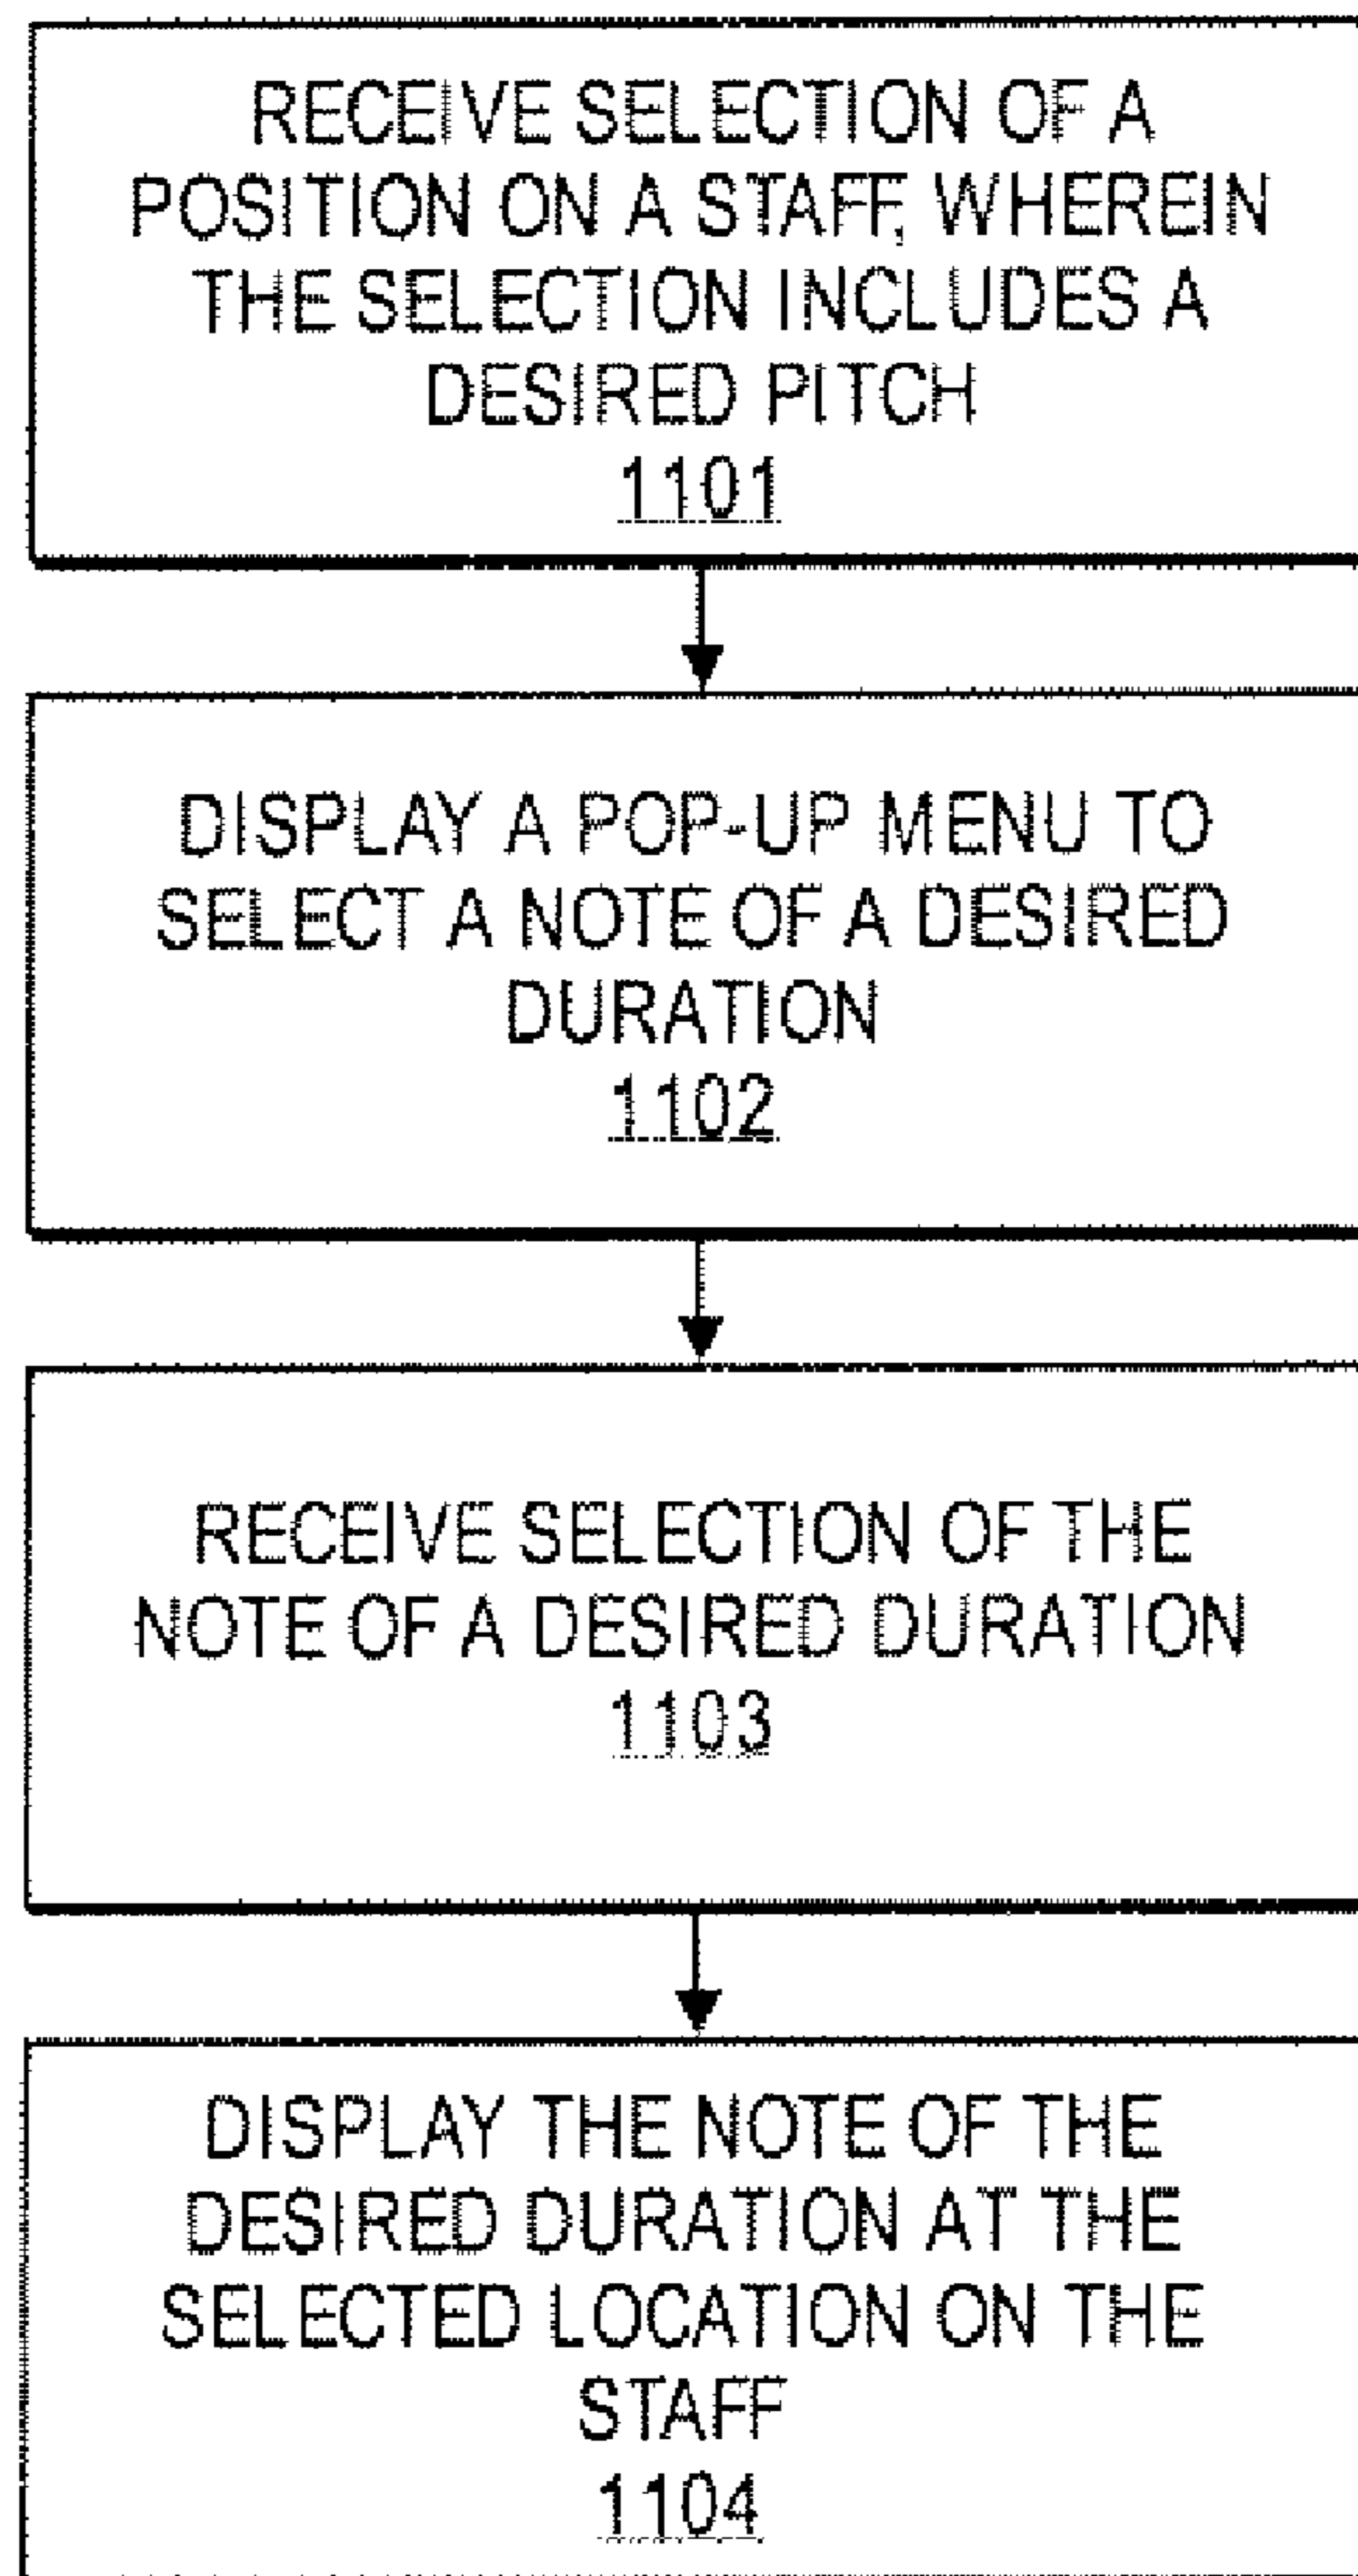 RECEIVE SELECTION OF A
POSITION ON A STAFF, WHEREIN
THE SELECTION INCLUDES A
DESIRED PITCH
1101
DISPLAY A POP-UP MENU TO
SELECT A NOTE OF A DESIRED
DURATION
1102
RECEIVE SELECTION OF THE
NOTE OF A DESIRED DURATION
1103
DISPLAY THE NOTE OF THE
DESIRED DURATION AT THE
SELECTED LOCATION ON THE
STAFF
1104